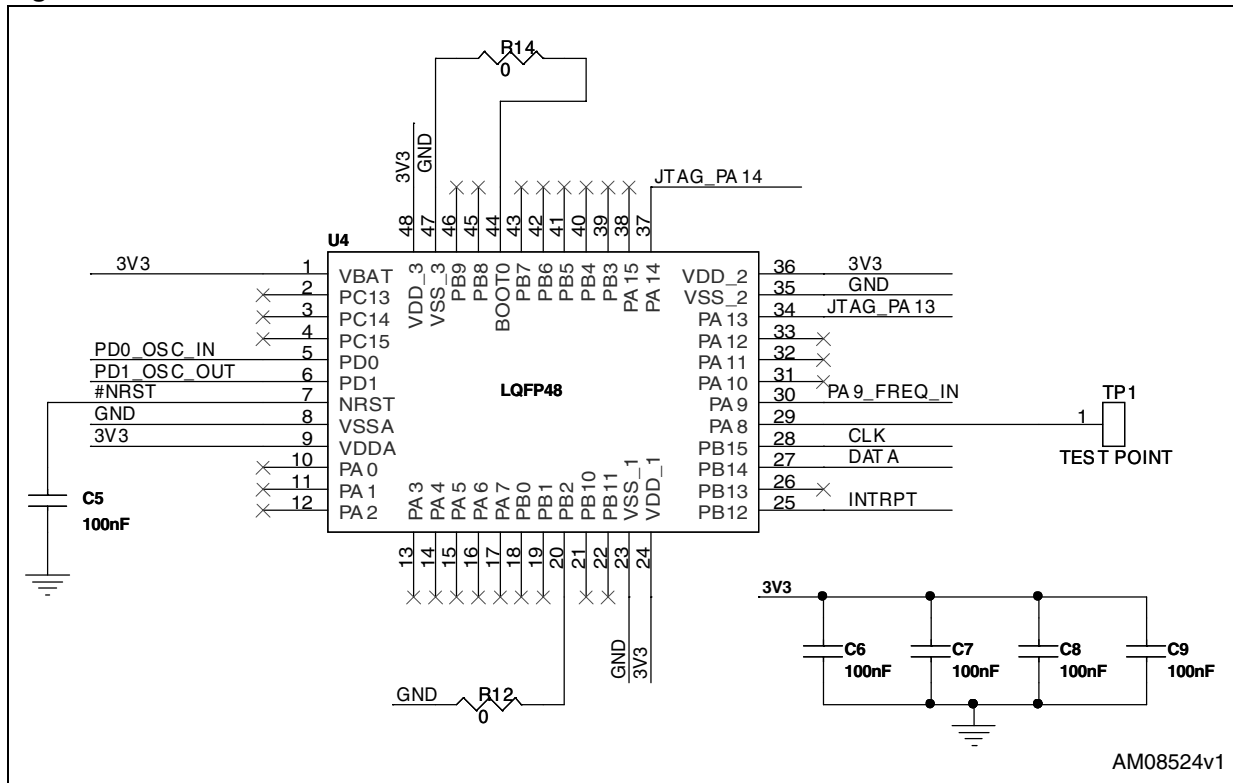 R14
0
3V3
GND
JTAG_PA14
48
47
46
45
44
43
42
41
40
39
38
37
U4
VDD_3
VSS_3
PB9
PB8
BOOT0
PB7
PB6
PB5
PB4
PB3
PA15
PA14
3V3 1 VBAT
2 PC13
3 PC14
4 PC15
PD0_OSC_IN 5 PD0
PD1_OSC_OUT 6 PD1
#NRST 7 NRST
GND 8 VSSA
3V3 9 VDDA
10 PA0
11 PA1
12 PA2
LQFP48
VDD_2 36 3V3
VSS_2 35 GND
PA13 34 JTAG_PA13
PA12 33
PA11 32
PA10 31
PA9 30 PA9_FREQ_IN
PA8 29
PB15 28 CLK
PB14 27 DATA
PB13 26
PB12 25 INTRPT
1
TP1
TEST POINT
C5
100nF
PA3
PA4
PA5
PA6
PA7
PB0
PB1
PB2
PB10
PB11
VSS_1
VDD_1
13
14
15
16
17
18
19
20
21
22
23
24
GND
3V3
GND
R12
0
3V3
C6
100nF
C7
100nF
C8
100nF
C9
100nF
AM08524v1